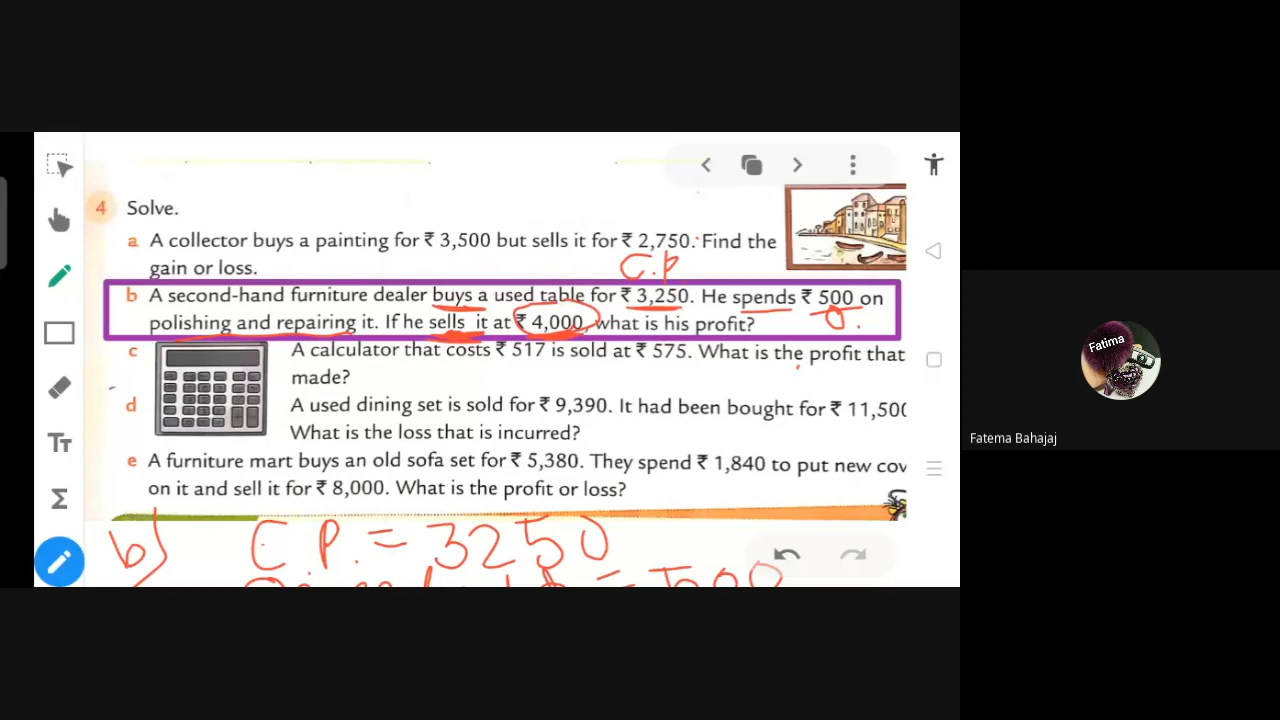 4 Solve.
a A collector buys a painting for ₹ 3,500 but sells it for ₹ 2,750. Find the
gain or loss.
C.P
b A second-hand furniture dealer buys a used table for ₹ 3,250. He spends ₹ 500 on
polishing and repairing it. If he sells it at ₹ 4,000, what is his profit?
O.
c A calculator that costs ₹ 517 is sold at ₹ 575. What is the profit that
made?
d A used dining set is sold for ₹ 9,390. It had been bought for ₹ 11,500
What is the loss that is incurred?
e A furniture mart buys an old sofa set for ₹ 5,380. They spend ₹ 1,840 to put new cov
on it and sell it for ₹ 8,000. What is the profit or loss?
b) C.P. = 3250
= 500
Tт
Σ
Fatima
Fatema Bahajaj